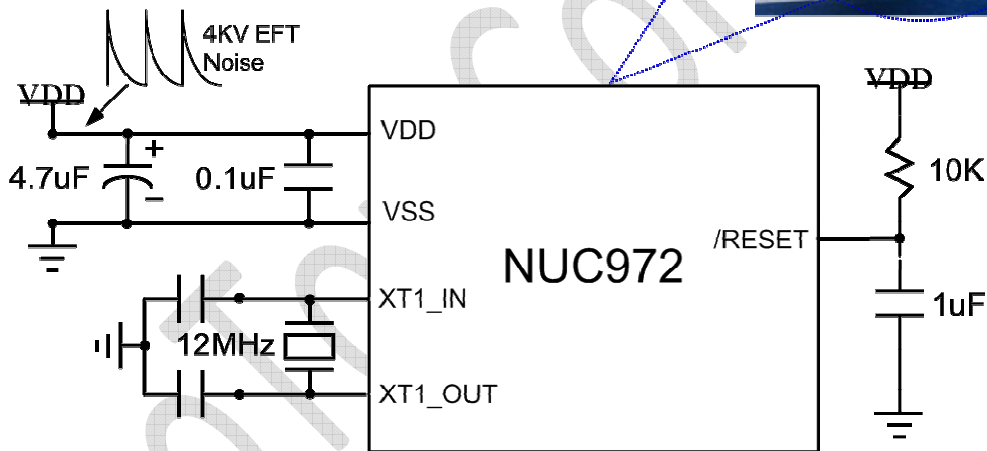 4KV EFT
Noise
VDD
VDD
VDD
4.7uF
+
−
0.1uF
10K
VSS
/RESET
NUC972
XT1_IN
1uF
12MHz
XT1_OUT